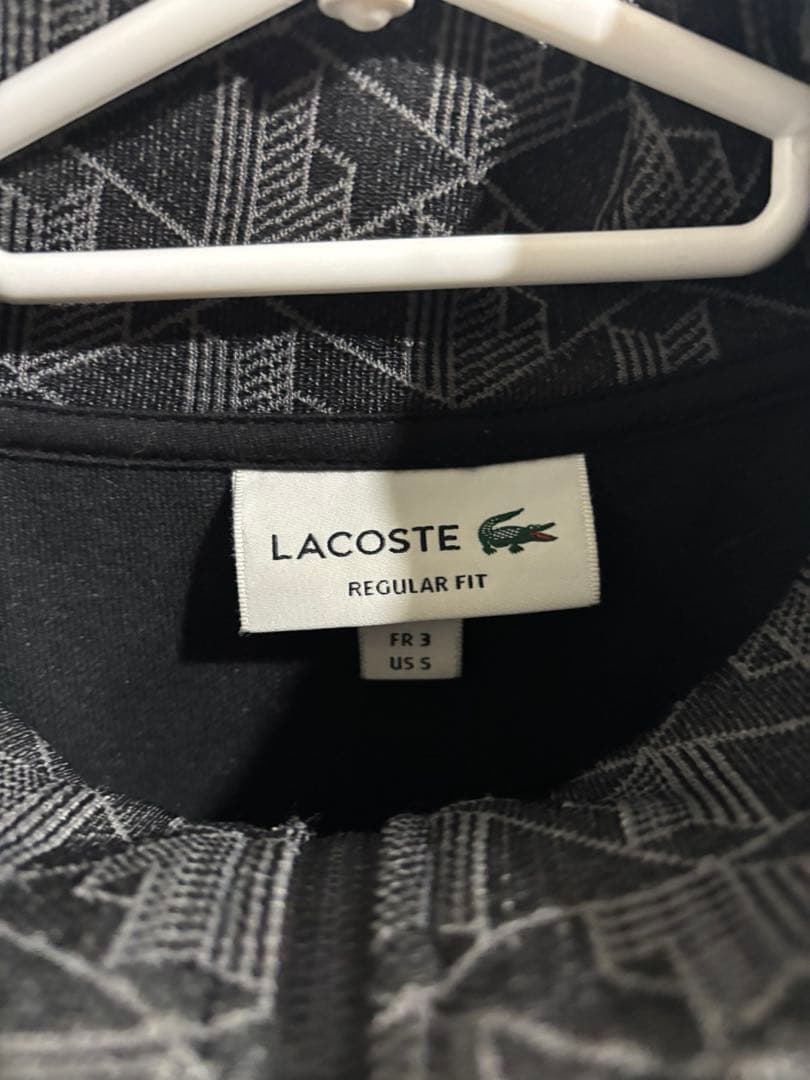 LACOSTE
REGULAR FIT
FR 3
US S